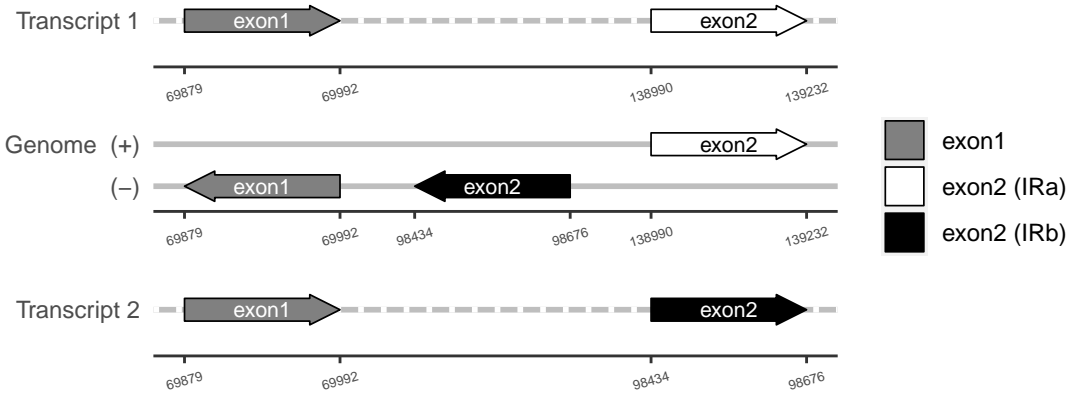 Transcript 1
exon1 exon2
69879 69992 138990 139232
Genome (+)
exon2
(−)
exon1 exon2
69879 69992 98434 98676 138990 139232
exon1
exon2 (IRa)
exon2 (IRb)
Transcript 2
exon1 exon2
69879 69992 98434 98676